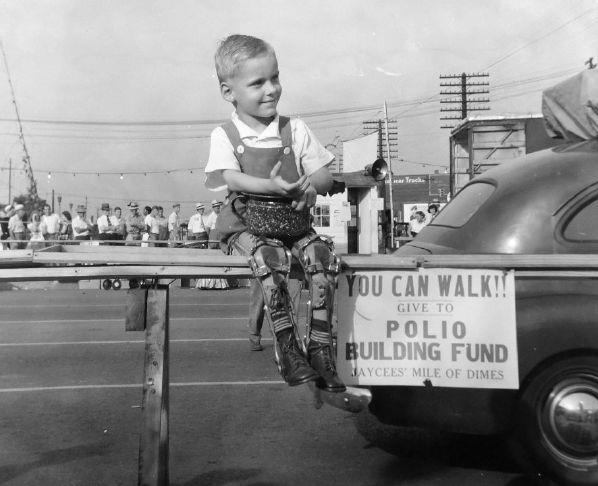 YOU CAN WALK!!
GIVE TO
POLIO
BUILDING FUND
JAYCEES' MILE OF DIMES